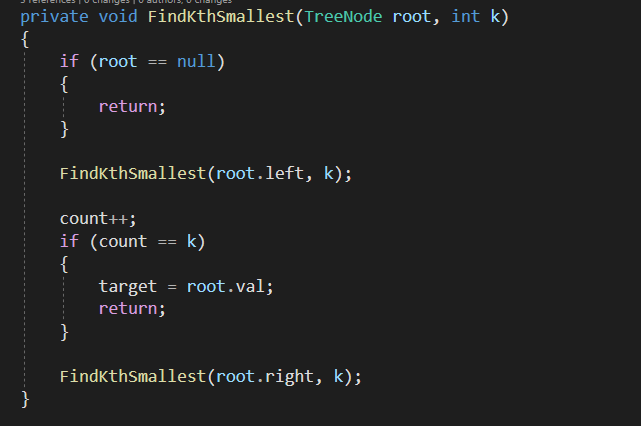 3 references | 0 changes | 0 authors, 0 changes
private void FindKthSmallest(TreeNode root, int k)
{
    if (root == null)
    {
        return;
    }

    FindKthSmallest(root.left, k);

    count++;
    if (count == k)
    {
        target = root.val;
        return;
    }

    FindKthSmallest(root.right, k);
}